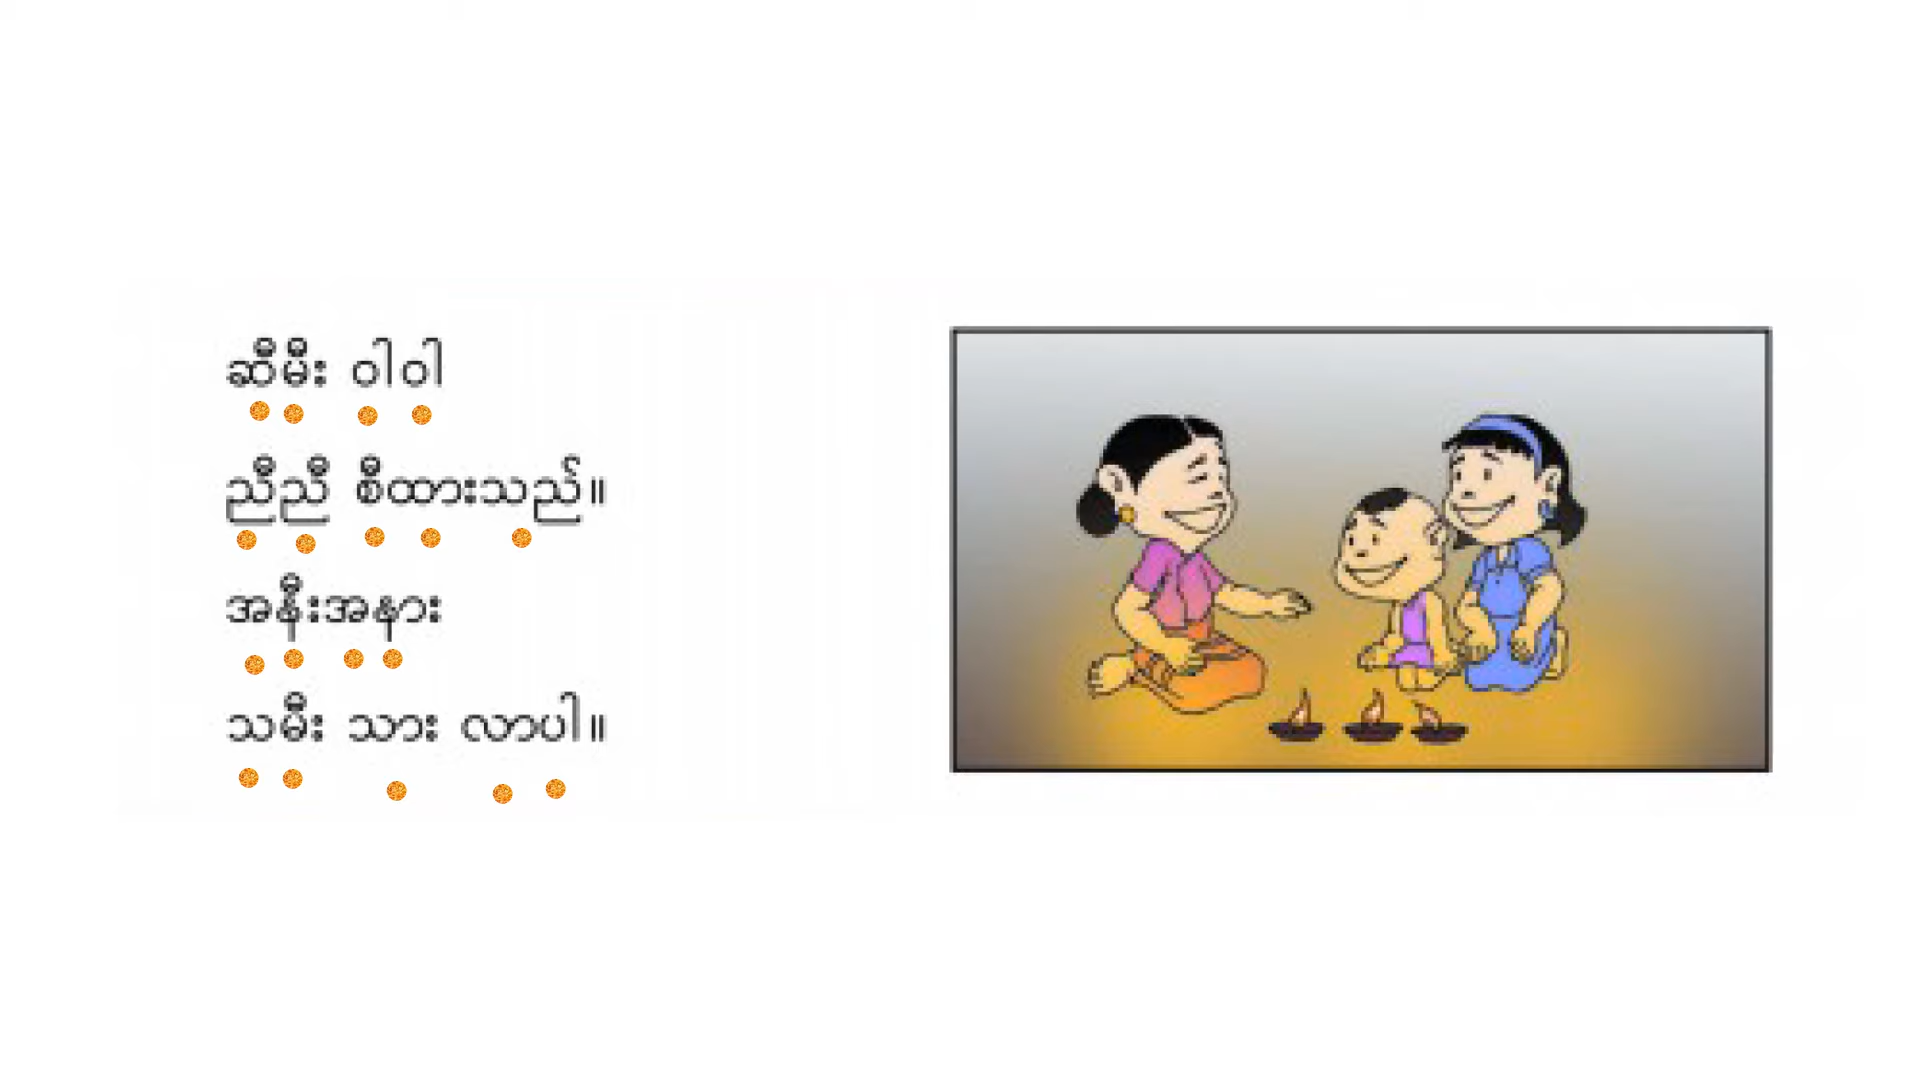 ဆီမီး ဝါဝါ
ညီညီ စီထားသည်။
အနီးအနား
သမီး သား လာပါ။